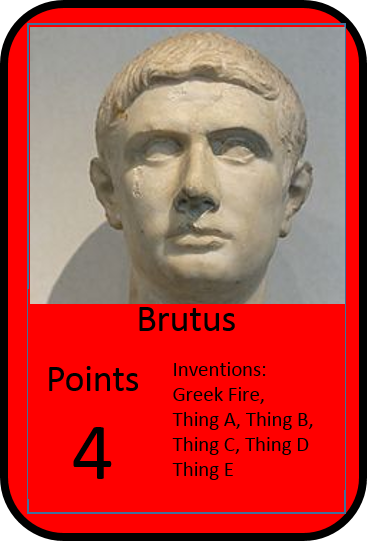 Brutus
Points
4
Inventions:
Greek Fire,
Thing A, Thing B,
Thing C, Thing D
Thing E